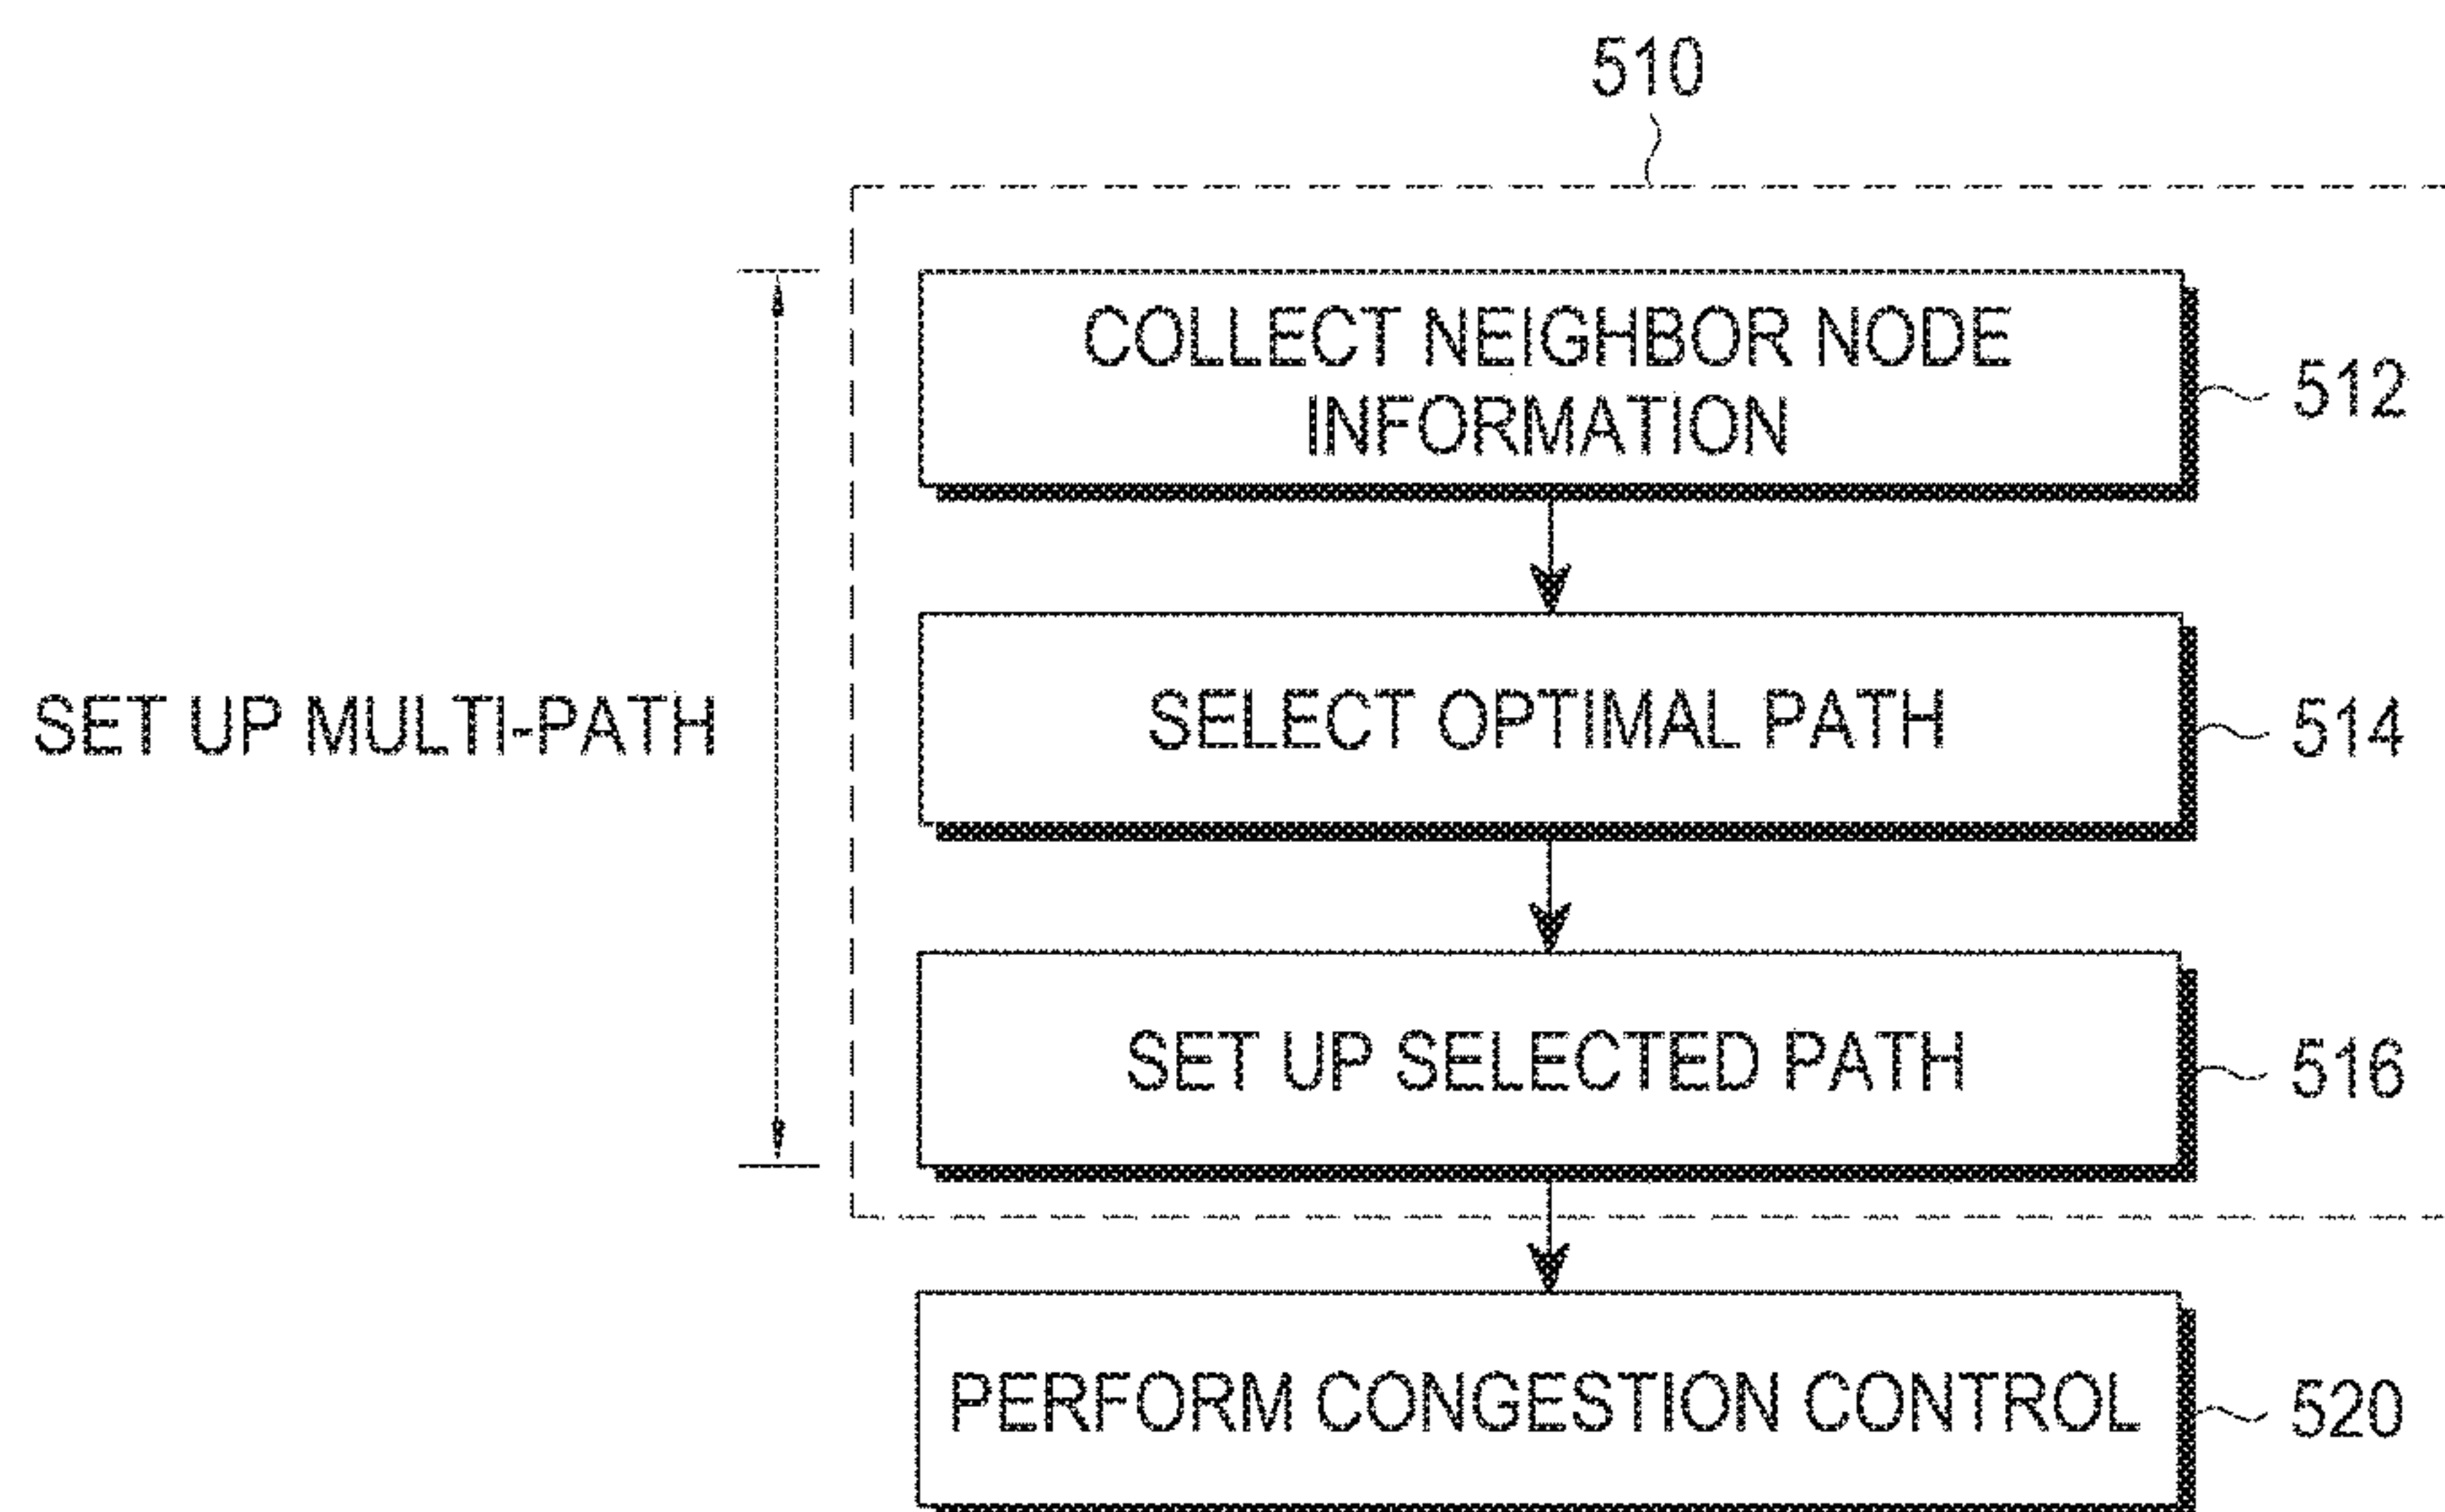 510
COLLECT NEIGHBOR NODE
INFORMATION
512
SET UP MULTI-PATH
SELECT OPTIMAL PATH
514
SET UP SELECTED PATH
516
PERFORM CONGESTION CONTROL
520